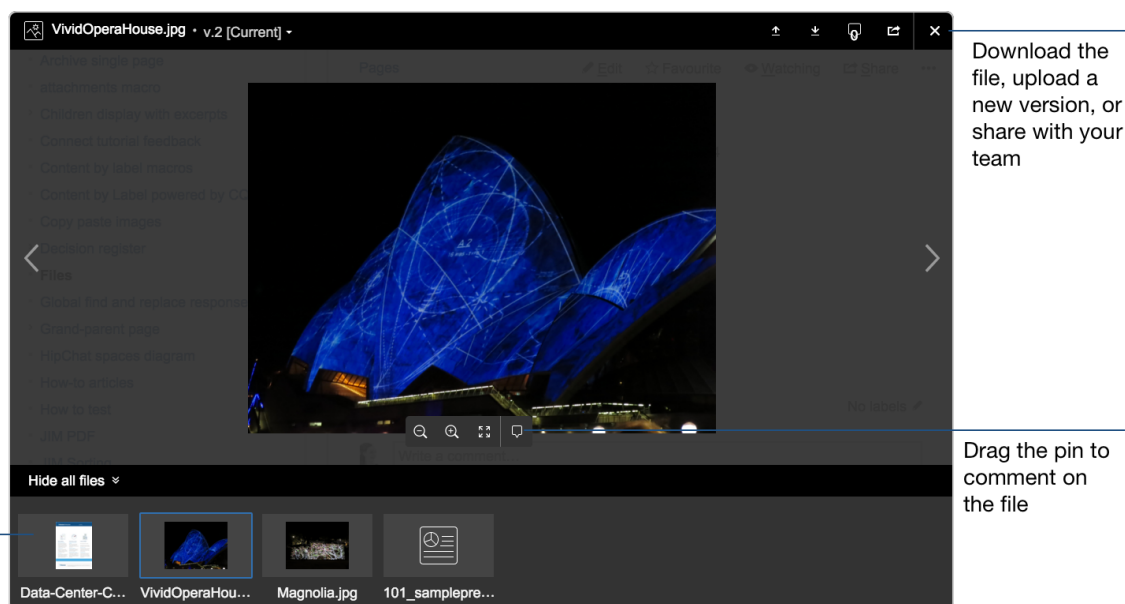 VividOperaHouse.jpg • v.2 [Current]
0
Download the
file, upload a
new version, or
share with your
team
Archive single page
Pages
Edit
Favourite
Watching
Share
attachments macro
Children display with excerpts
Connect tutorial feedback
Content by label macros
Content by Label powered by CC
Copy paste images
Decision register
Files
Global find and replace response
Grand-parent page
HipChat spaces diagram
How-to articles
How to test
JIM PDF
No labels
Write a comment...
Drag the pin to
comment on
the file
Hide all files
Data-Center-C...
VividOperaHou...
Magnolia.jpg
101_samplepre...